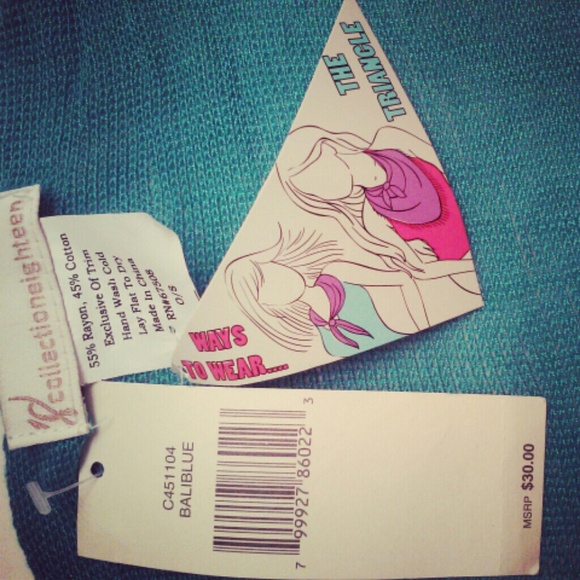 THE
TRIANGLE
WAYS
TO WEAR....
collectioneighteen
55% Rayon, 45% Cotton
Exclusive Of Trim
Hand Wash Cold
Lay Flat To Dry
Made In China
RN#67508
O/S
C451104
BALIBLUE
7 99927 86022 3
MSRP $30.00